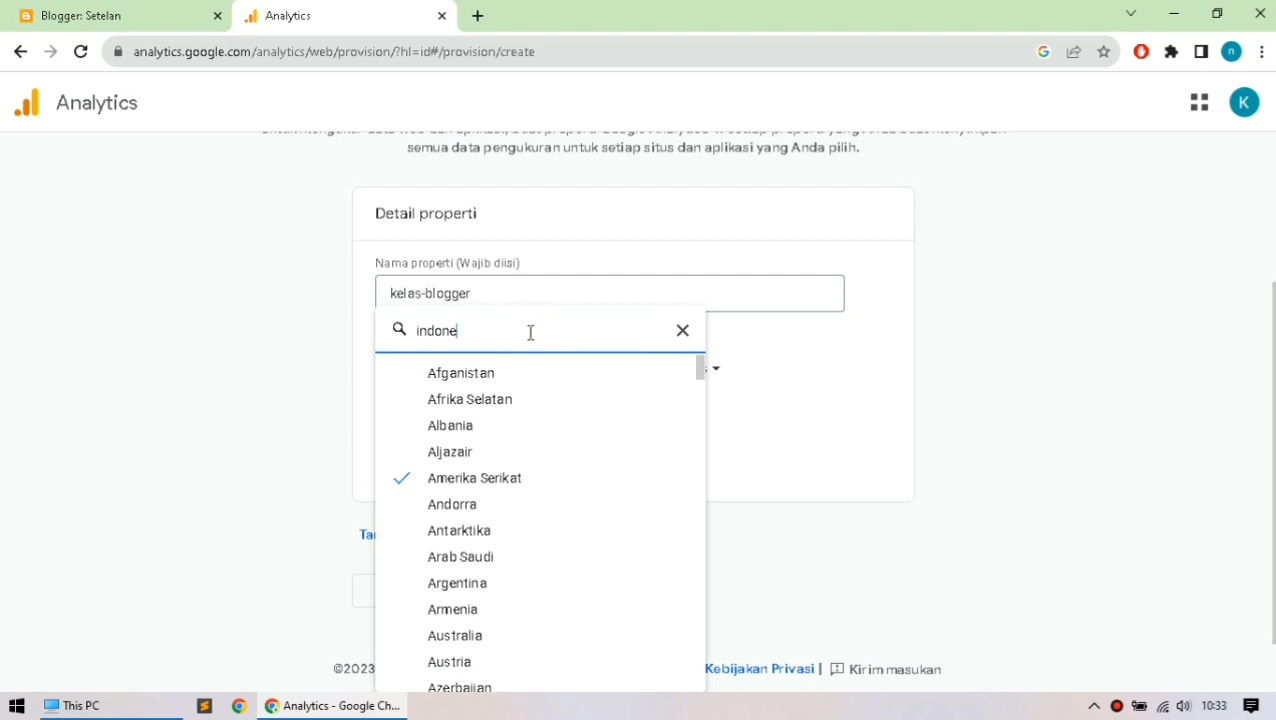 Blogger: Setelan
Analytics
analytics.google.com/analytics/web/provision/?hl=id#/provision/create
n
Analytics
K
semua data pengukuran untuk setiap situs dan aplikasi yang Anda pilih.
Detail properti
Nama properti (Wajib diisi)
kelas-blogger
indone
Afganistan
Afrika Selatan
Albania
Aljazair
Amerika Serikat
Andorra
Antarktika
Arab Saudi
Argentina
Armenia
Australia
Austria
Azerbaijan
©2023
Kebijakan Privasi | Kirim masukan
This PC
Analytics - Google Ch...
10:33